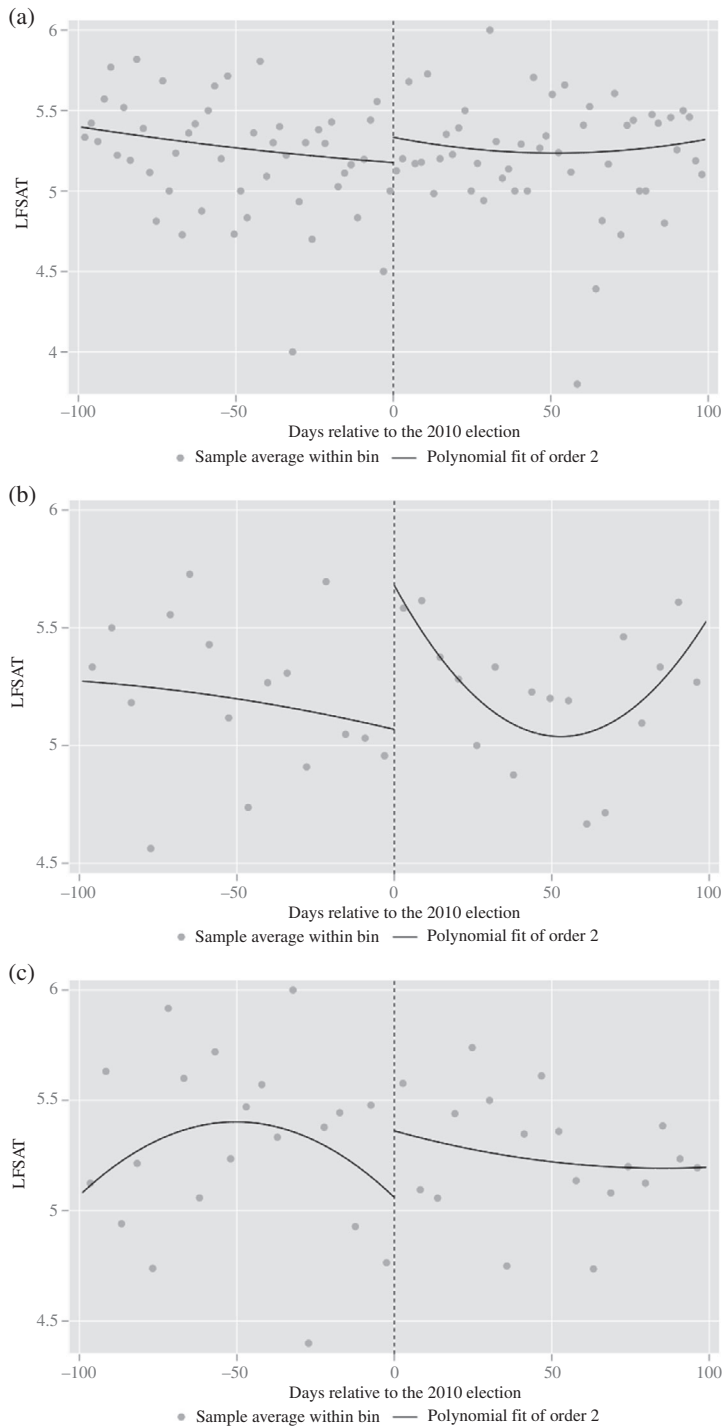 (a)
6
5.5
5
4.5
4
LFSAT
–100
–50
0
50
100
Days relative to the 2010 election
Sample average within bin
Polynomial fit of order 2
(b)
6
5.5
5
4.5
LFSAT
–100
–50
0
50
100
Days relative to the 2010 election
Sample average within bin
Polynomial fit of order 2
(c)
6
5.5
5
4.5
LFSAT
–100
–50
0
50
100
Days relative to the 2010 election
Sample average within bin
Polynomial fit of order 2